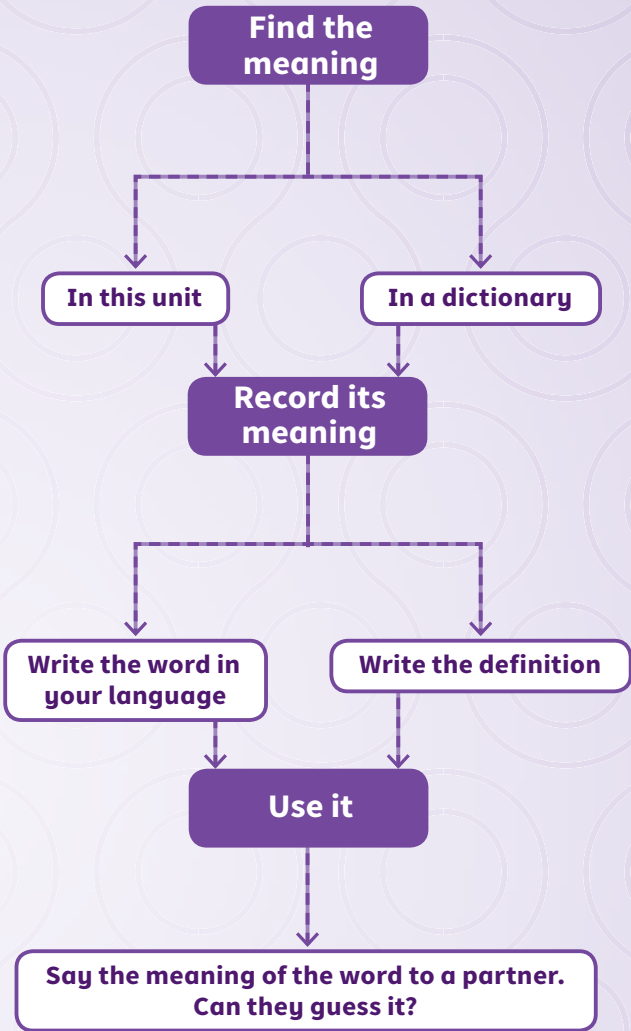 Find the
meaning
In this unit
In a dictionary
Record its
meaning
Write the word in
your language
Write the definition
Use it
Say the meaning of the word to a partner.
Can they guess it?